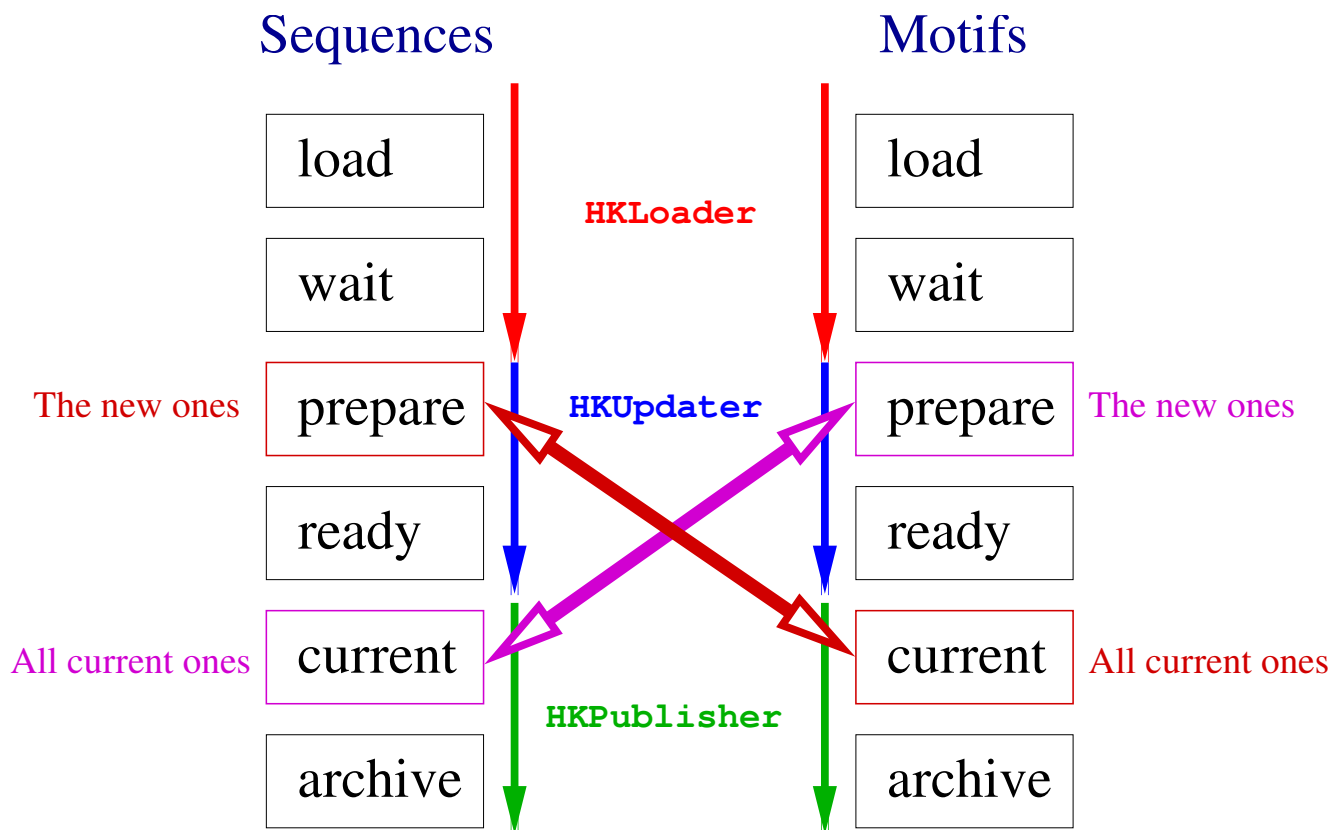 Sequences Motifs
load load
HKLoader
wait wait
The new ones prepare HKUpdater prepare The new ones
ready ready
All current ones current current All current ones
HKPublisher
archive archive